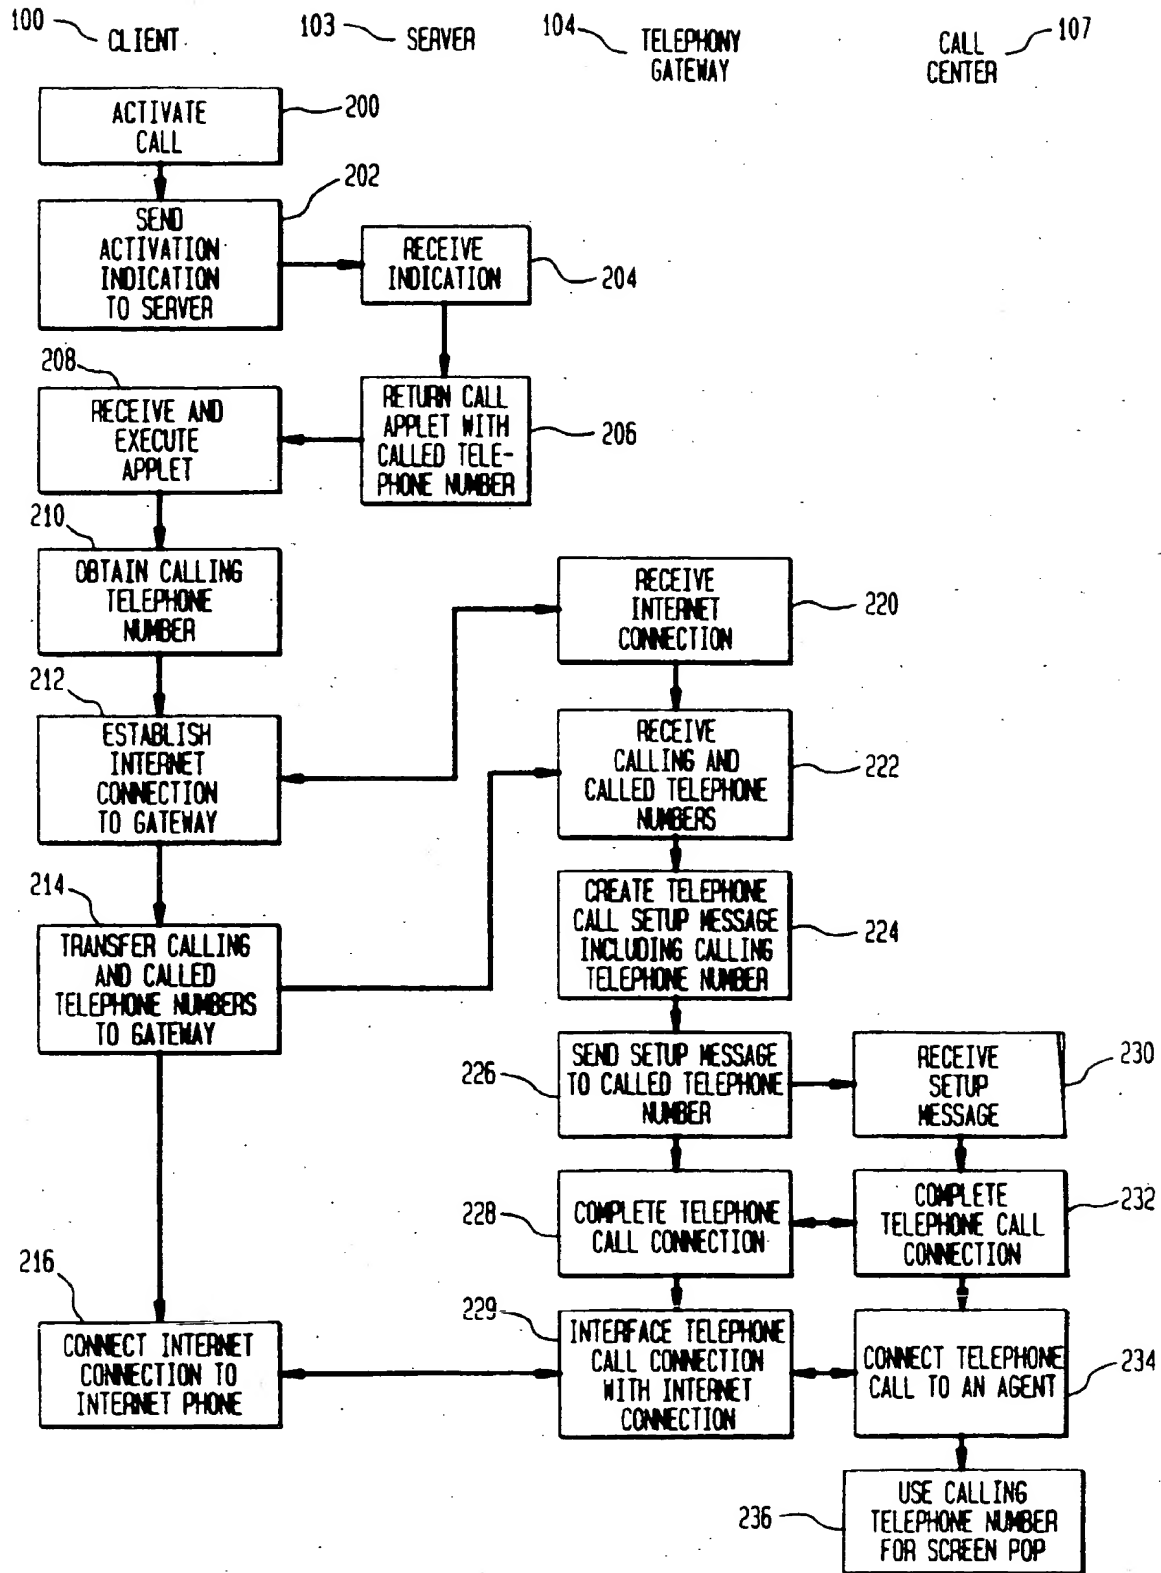 100
CLIENT
103
SERVER
104
TELEPHONY
GATEWAY
CALL
CENTER
107
ACTIVATE
CALL
200
SEND
ACTIVATION
INDICATION
TO SERVER
202
RECEIVE
INDICATION
204
208
RECEIVE AND
EXECUTE
APPLET
RETURN CALL
APPLET WITH
CALLED TELE-
PHONE NUMBER
206
210
OBTAIN CALLING
TELEPHONE
NUMBER
RECEIVE
INTERNET
CONNECTION
220
212
ESTABLISH
INTERNET
CONNECTION
TO GATEWAY
RECEIVE
CALLING AND
CALLED TELEPHONE
NUMBERS
222
214
TRANSFER CALLING
AND CALLED
TELEPHONE NUMBERS
TO GATEWAY
CREATE TELEPHONE
CALL SETUP MESSAGE
INCLUDING CALLING
TELEPHONE NUMBER
224
226
SEND SETUP MESSAGE
TO CALLED TELEPHONE
NUMBER
RECEIVE
SETUP
MESSAGE
230
228
COMPLETE TELEPHONE
CALL CONNECTION
COMPLETE
TELEPHONE CALL
CONNECTION
232
216
CONNECT INTERNET
CONNECTION TO
INTERNET PHONE
229
INTERFACE TELEPHONE
CALL CONNECTION
WITH INTERNET
CONNECTION
CONNECT TELEPHONE
CALL TO AN AGENT
234
236
USE CALLING
TELEPHONE NUMBER
FOR SCREEN POP